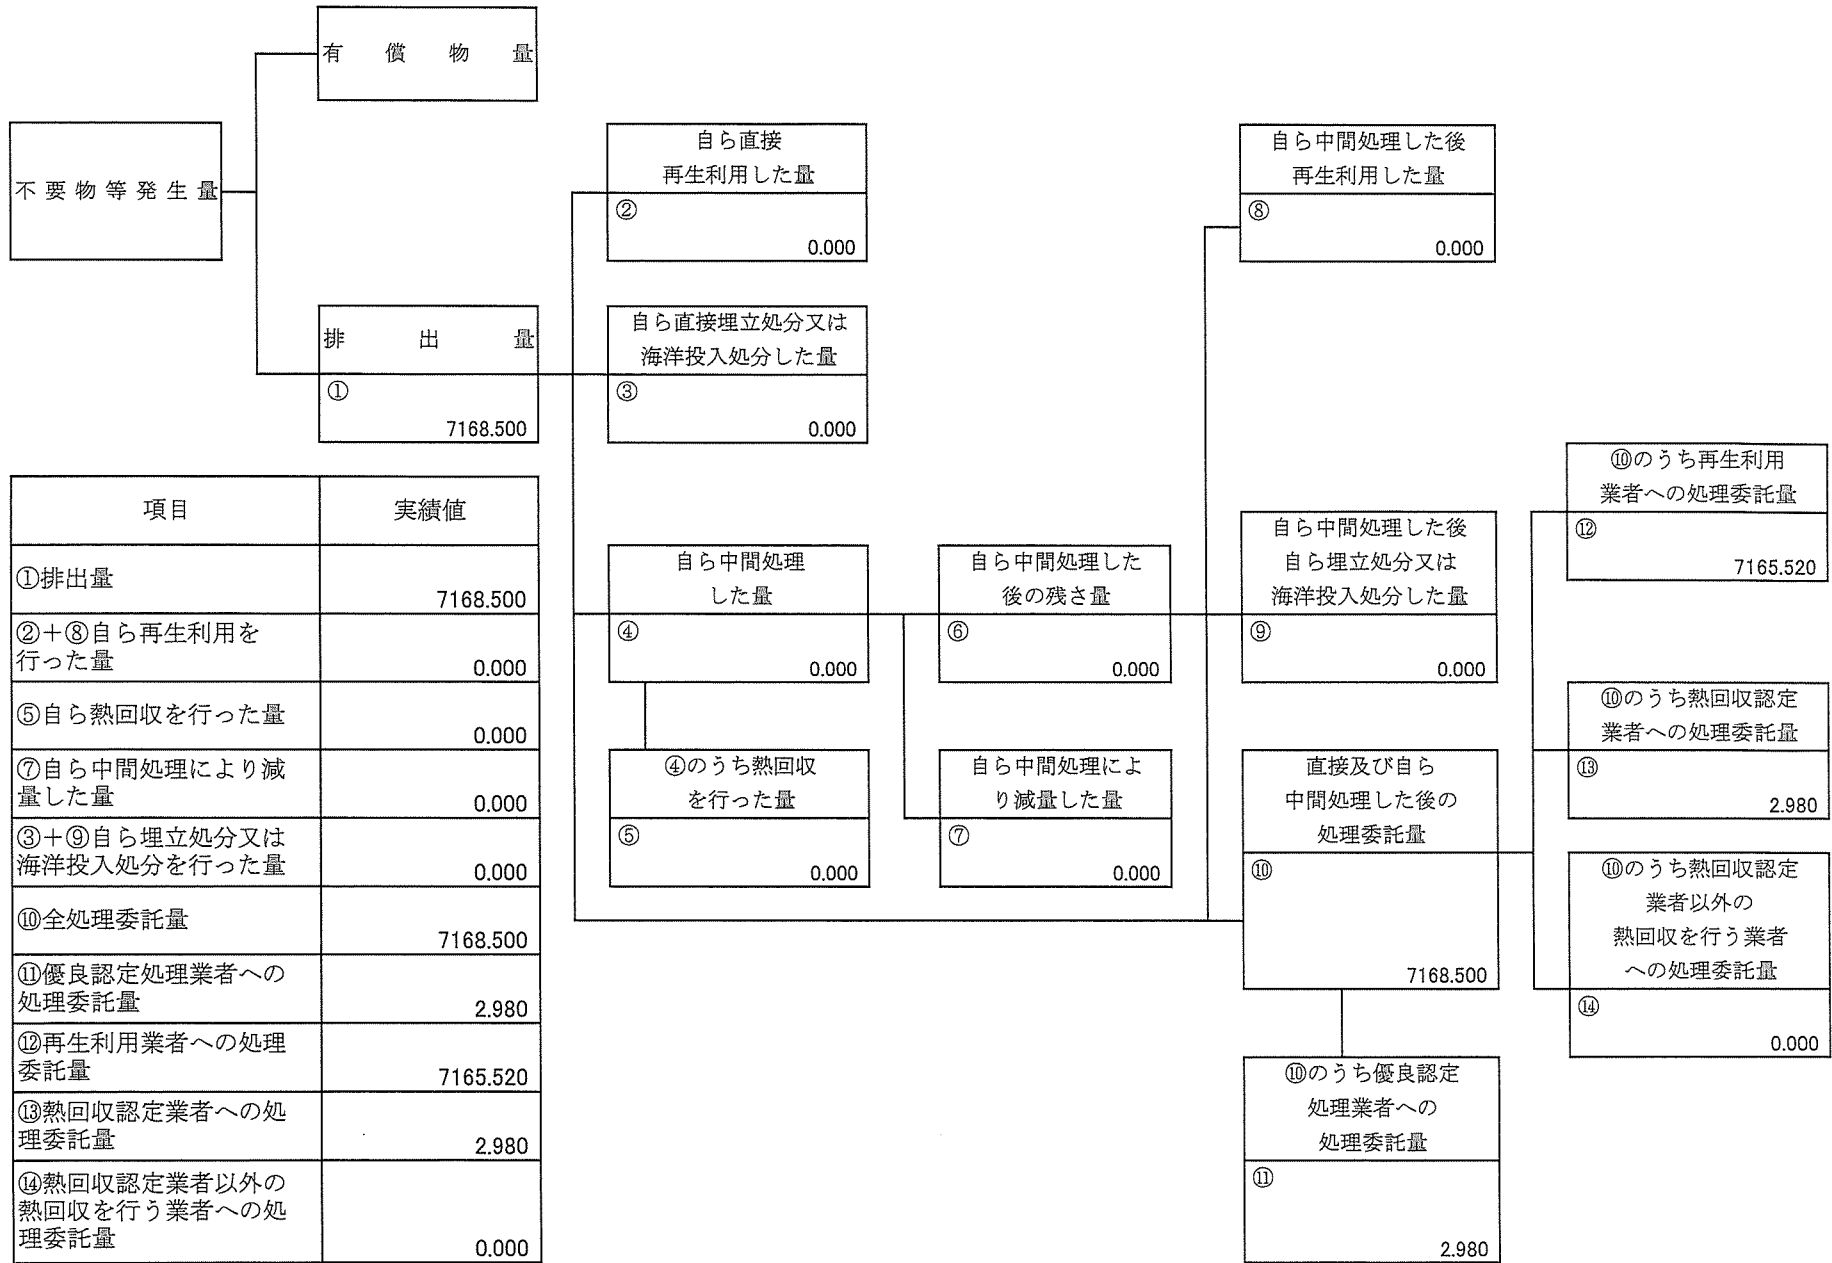 有償物量
不要物等発生量
排出量
①
7168.500
自ら直接
再生利用した量
②
0.000
自ら直接埋立処分又は
海洋投入処分した量
③
0.000
自ら中間処理した後
再生利用した量
⑧
0.000
自ら中間処理
した量
④
0.000
自ら中間処理した
後の残さ量
⑥
0.000
自ら中間処理した後
自ら埋立処分又は
海洋投入処分した量
⑨
0.000
④のうち熱回収
を行った量
⑤
0.000
自ら中間処理によ
り減量した量
⑦
0.000
直接及び自ら
中間処理した後の
処理委託量
⑩
7168.500
⑩のうち優良認定
処理業者への
処理委託量
⑪
2.980
⑩のうち再生利用
業者への処理委託量
⑫
7165.520
⑩のうち熱回収認定
業者への処理委託量
⑬
2.980
⑩のうち熱回収認定
業者以外の
熱回収を行う業者
への処理委託量
⑭
0.000
項目 実績値
①排出量 7168.500
②+⑧自ら再生利用を
行った量 0.000
⑤自ら熱回収を行った量 0.000
⑦自ら中間処理により減
量した量 0.000
③+⑨自ら埋立処分又は
海洋投入処分を行った量 0.000
⑩全処理委託量 7168.500
⑪優良認定処理業者への
処理委託量 2.980
⑫再生利用業者への処理
委託量 7165.520
⑬熱回収認定業者への処
理委託量 2.980
⑭熱回収認定業者以外の
熱回収を行う業者への処
理委託量 0.000